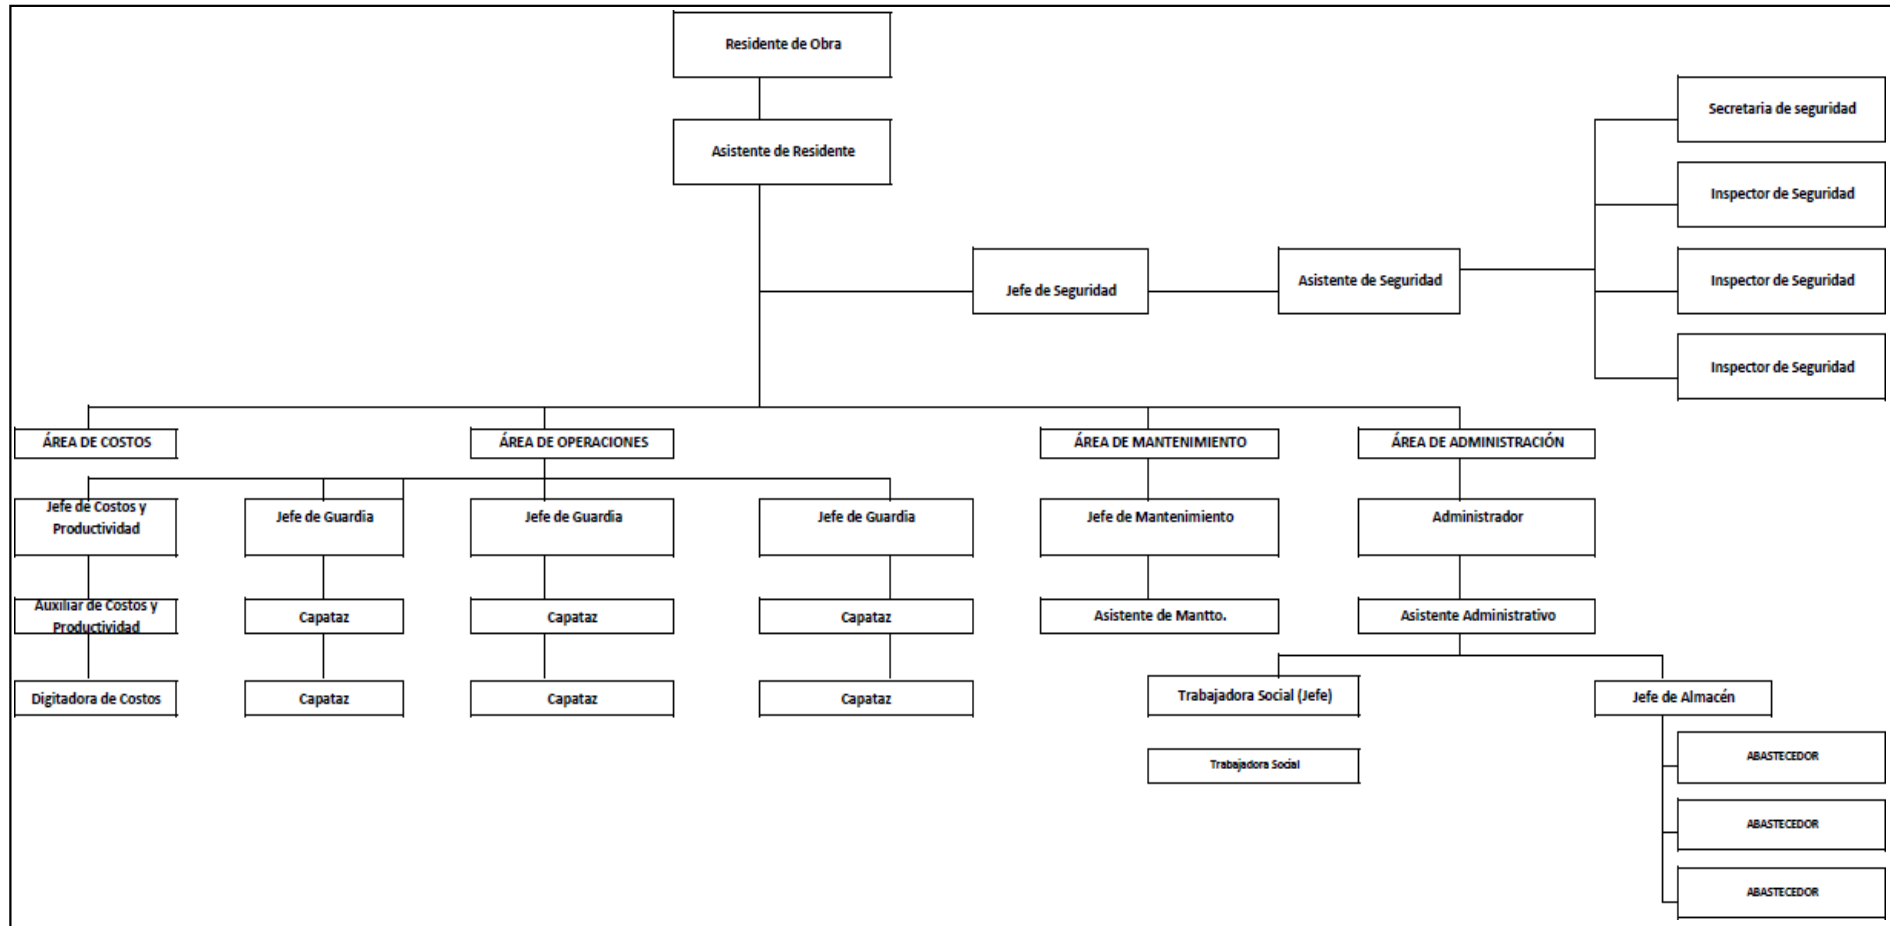 Residente de Obra
Secretaria de seguridad
Asistente de Residente
Inspector de Seguridad
Jefe de Seguridad
Asistente de Seguridad
Inspector de Seguridad
Inspector de Seguridad
ÁREA DE COSTOS
ÁREA DE OPERACIONES
ÁREA DE MANTENIMIENTO
ÁREA DE ADMINISTRACIÓN
Jefe de Costos y
Productividad
Jefe de Guardia
Jefe de Guardia
Jefe de Guardia
Jefe de Mantenimiento
Administrador
Auxiliar de Costos y
Productividad
Capataz
Capataz
Capataz
Asistente de Mantto.
Asistente Administrativo
Digitadora de Costos
Capataz
Capataz
Capataz
Trabajadora Social (Jefe)
Jefe de Almacén
Trabajadora Social
ABASTECEDOR
ABASTECEDOR
ABASTECEDOR